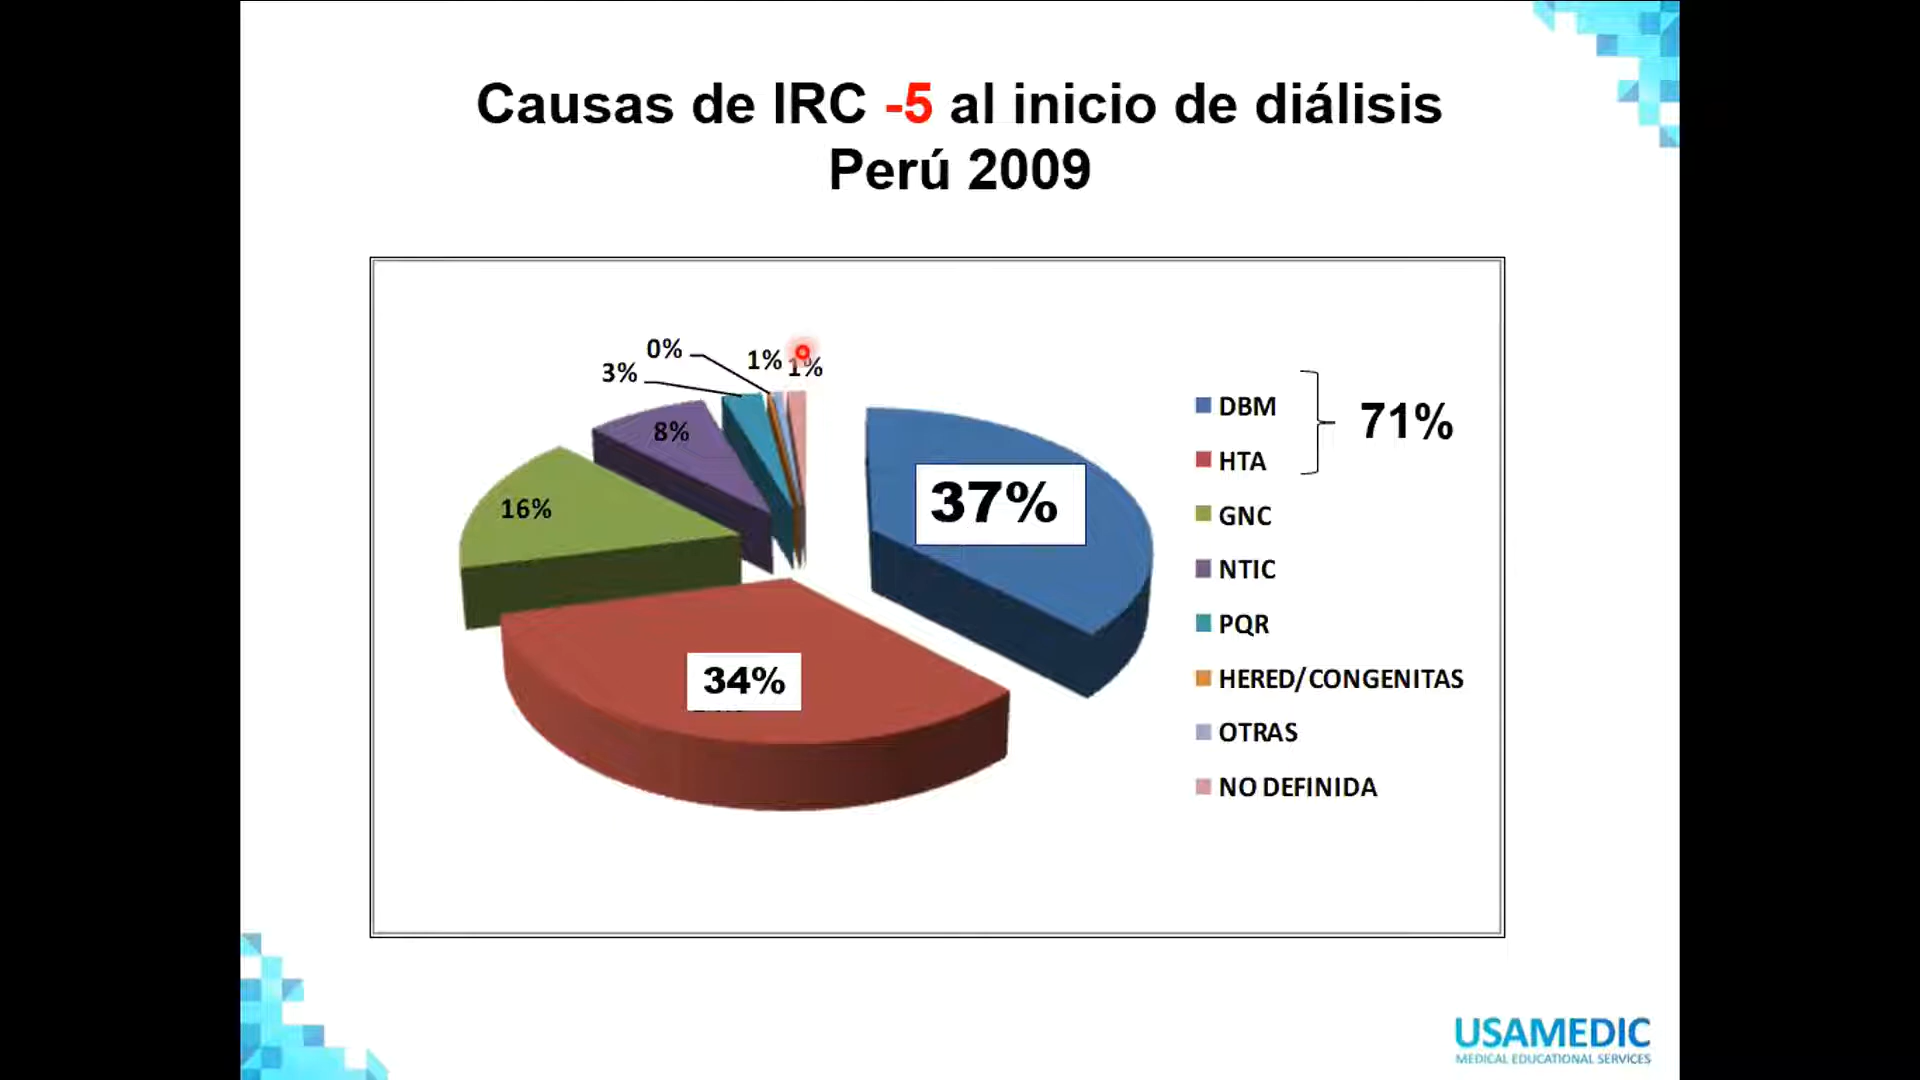 Causas de IRC -5 al inicio de diálisis
Perú 2009
0%
3%
1%
1%
8%
16%
37%
34%
DBM
HTA
71%
GNC
NTIC
PQR
HERED/CONGENITAS
OTRAS
NO DEFINIDA
USAMEDIC
MEDICAL EDUCATIONAL SERVICES